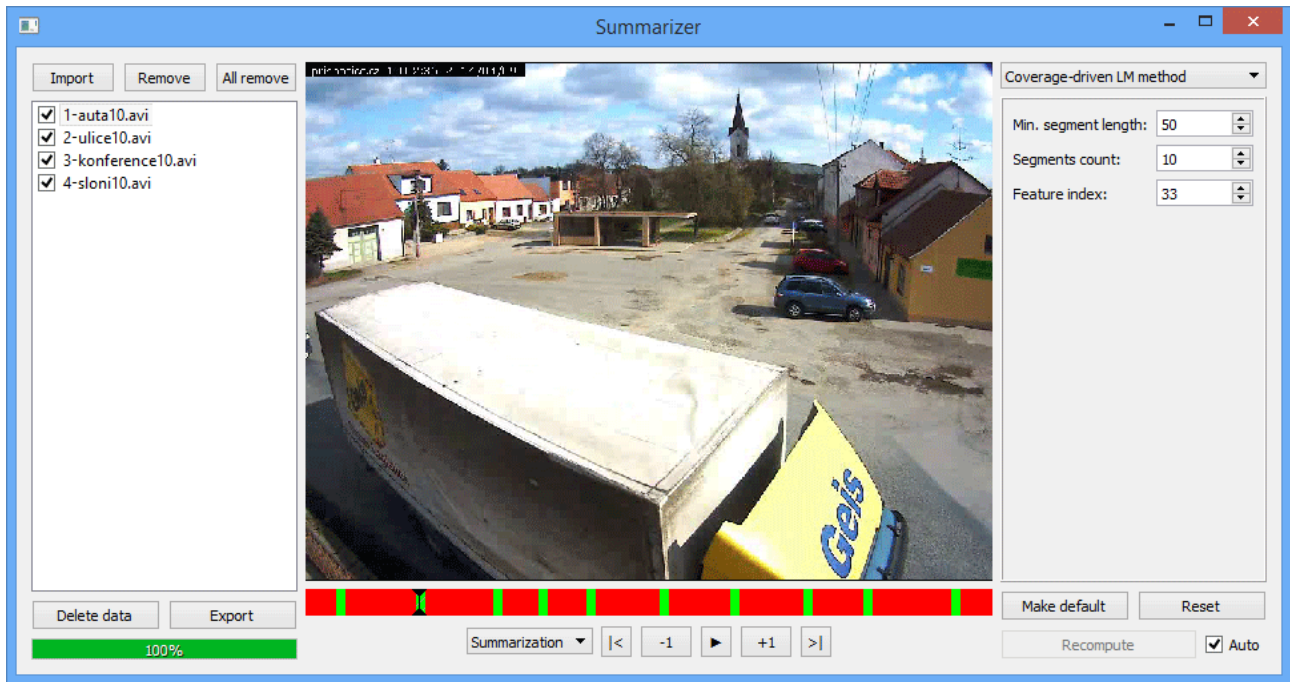 Summarizer
Import Remove All remove
1-auta10.avi
2-ulice10.avi
3-konference10.avi
4-sloni10.avi
Delete data Export
100%
Geis
Summarization |< -1 +1 >|
Coverage-driven LM method
Min. segment length: 50
Segments count: 10
Feature index: 33
Make default Reset
Recompute Auto